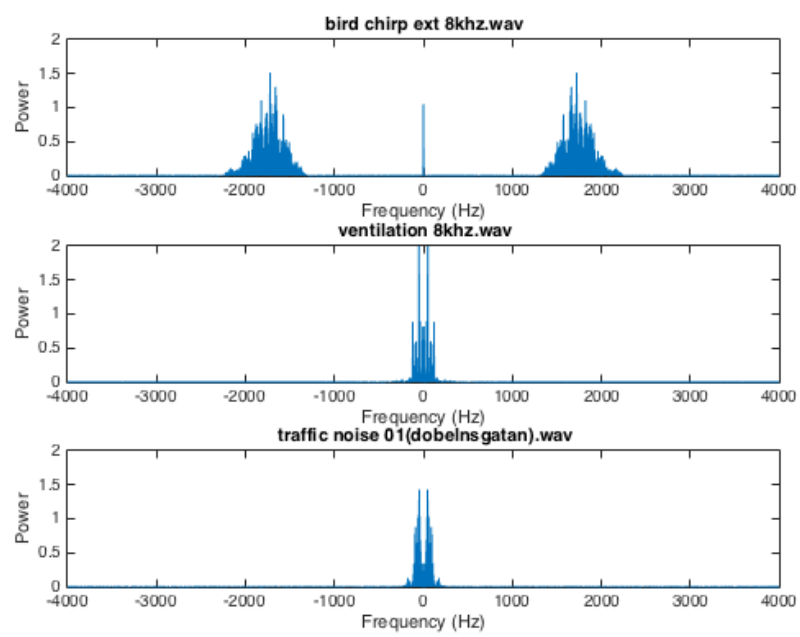 bird chirp ext 8khz.wav
2
1.5
1
0.5
0
Power
-4000 -3000 -2000 -1000 0 1000 2000 3000 4000
Frequency (Hz)
ventilation 8khz.wav
2
1.5
1
0.5
0
Power
-4000 -3000 -2000 -1000 0 1000 2000 3000 4000
Frequency (Hz)
traffic noise 01(dobelnsgatan).wav
2
1.5
1
0.5
0
Power
-4000 -3000 -2000 -1000 0 1000 2000 3000 4000
Frequency (Hz)